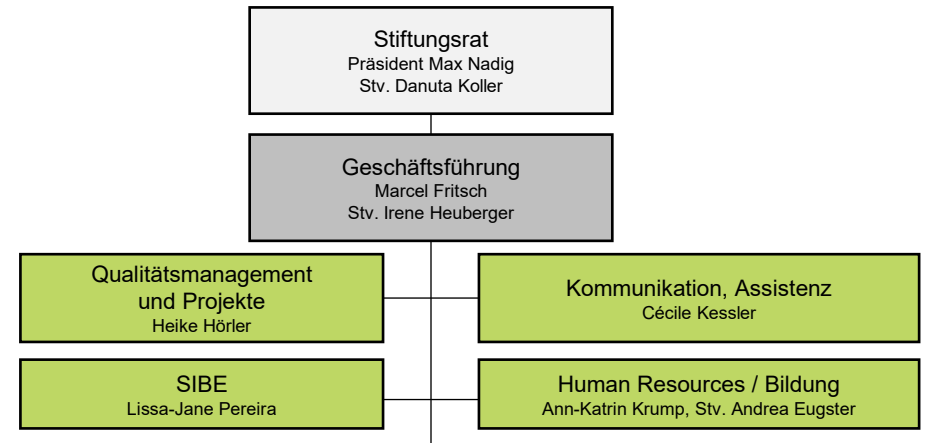 Stiftungsrat
Präsident Max Nadig
Stv. Danuta Koller
Geschäftsführung
Marcel Fritsch
Stv. Irene Heuberger
Qualitätsmanagement
und Projekte
Heike Hörler
Kommunikation, Assistenz
Cécile Kessler
SIBE
Lissa-Jane Pereira
Human Resources / Bildung
Ann-Katrin Krump, Stv. Andrea Eugster